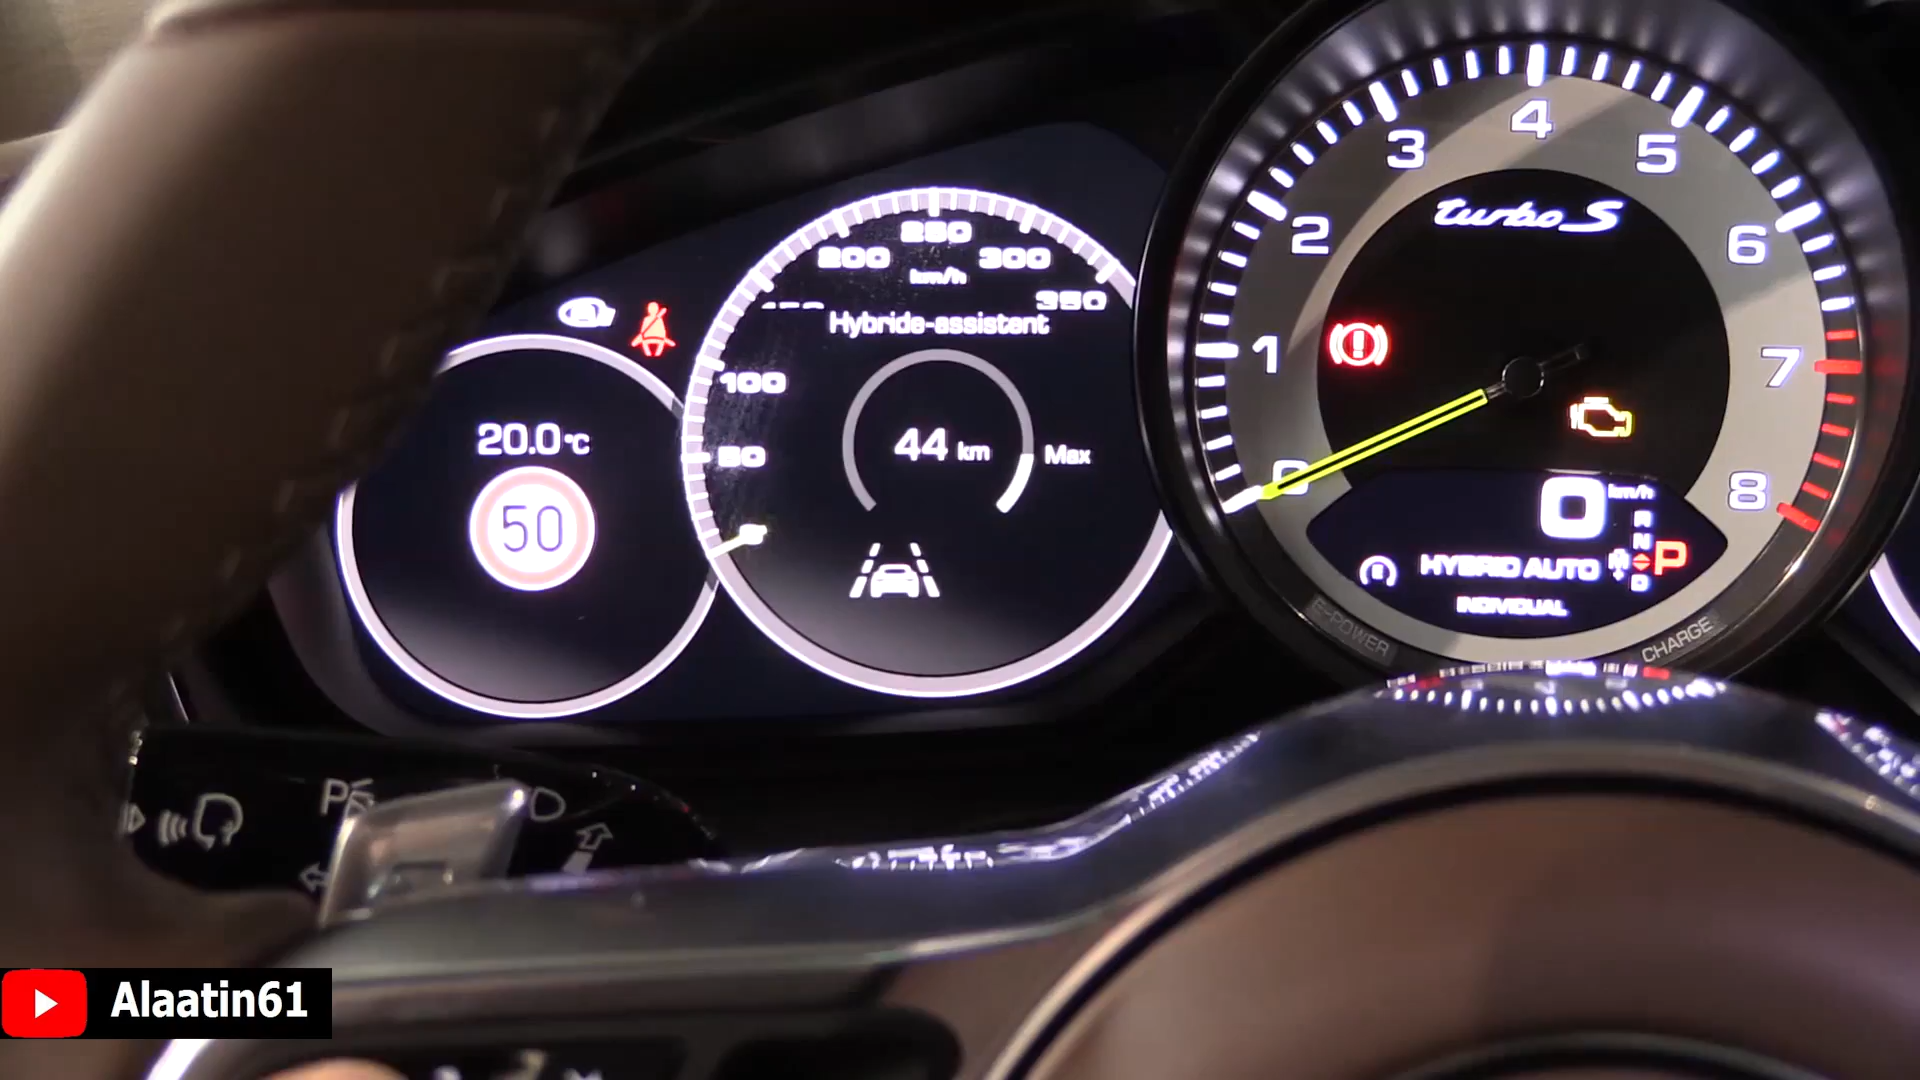 20.0°C
50
250
200
300
km/h
350
Hybride-assistent
100
44 km
Max
50
0
4
3
5
turbo S
2
6
1
7
0
8
0 km/h
R
N
HYBRID AUTO
P
D
INDIVIDUAL
E-POWER
CHARGE
P
Alaatin61